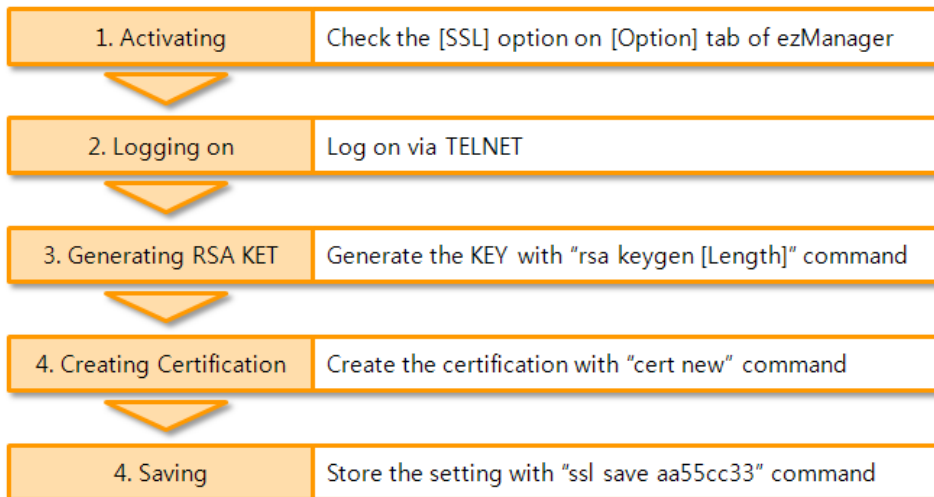 1. Activating
Check the [SSL] option on [Option] tab of ezManager
2. Logging on
Log on via TELNET
3. Generating RSA KET
Generate the KEY with “rsa keygen [Length]” command
4. Creating Certification
Create the certification with “cert new” command
4. Saving
Store the setting with “ssl save aa55cc33” command